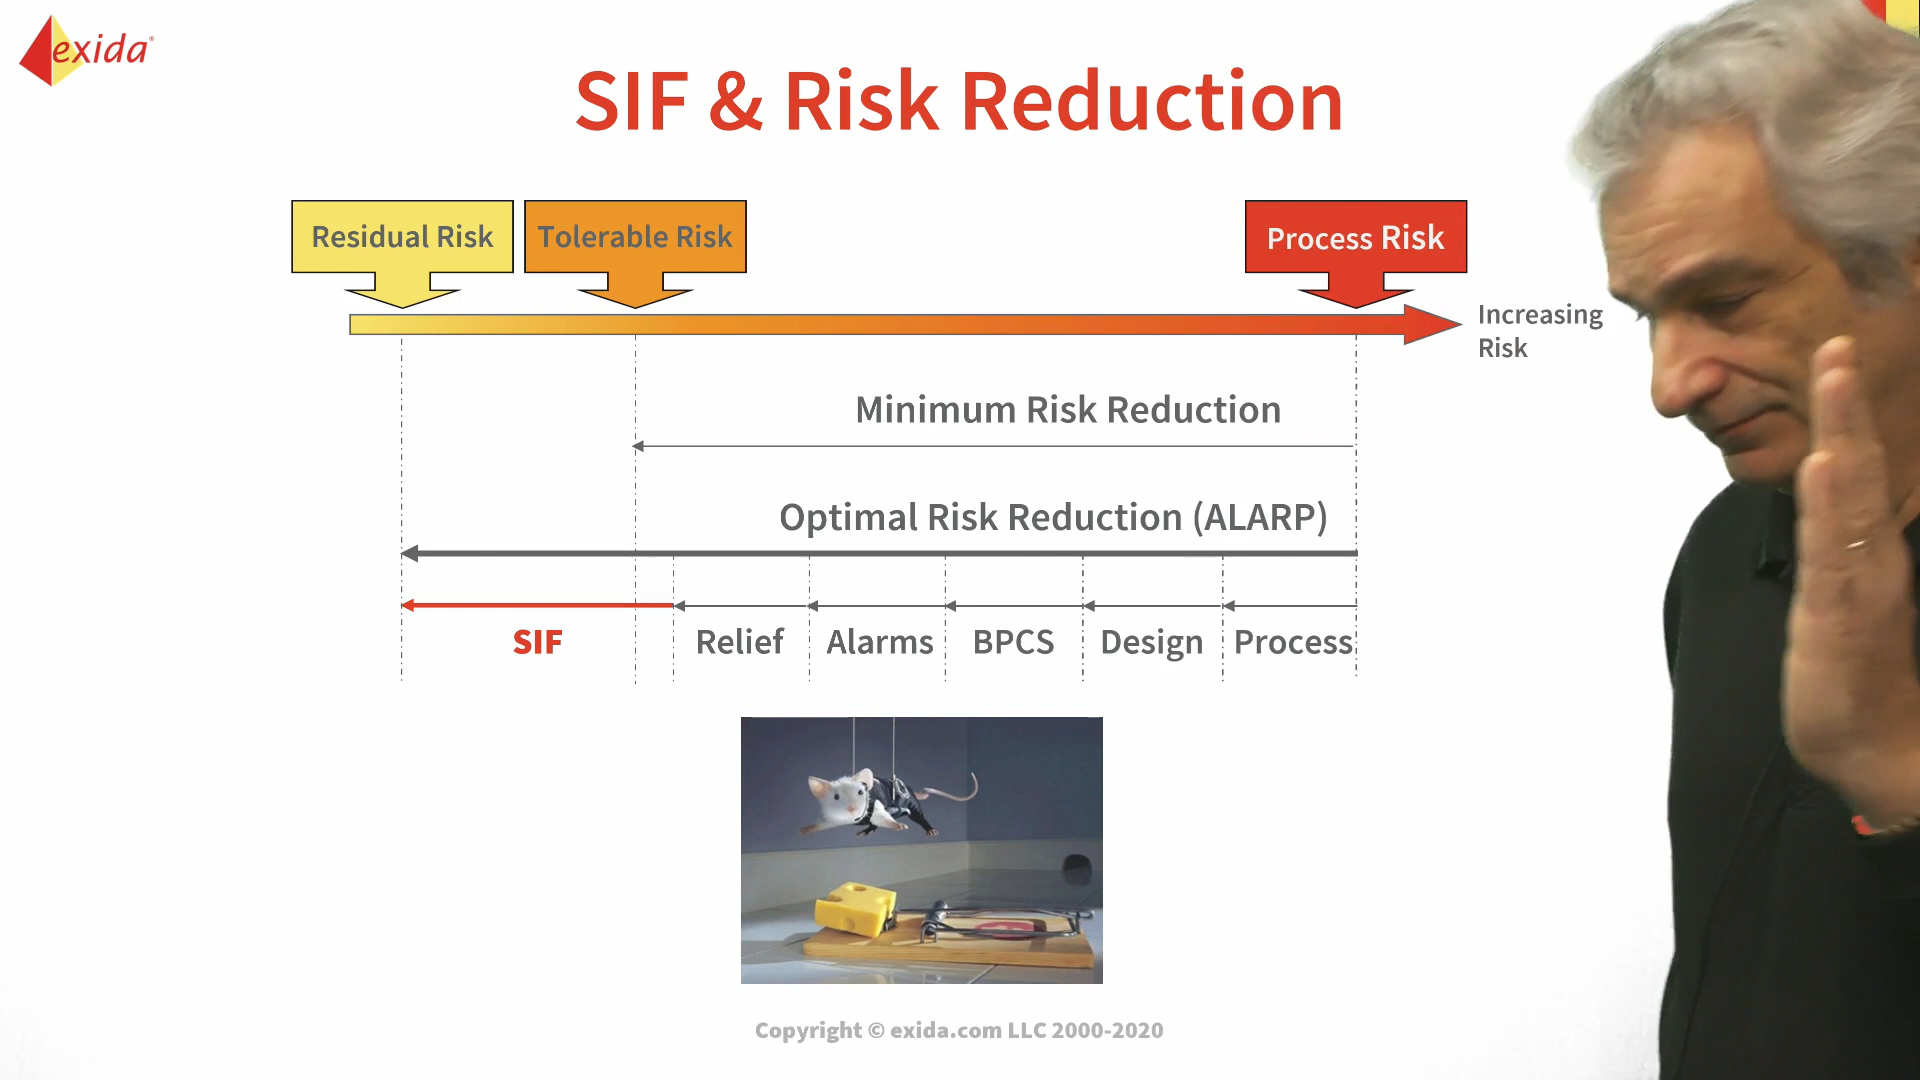 exida
SIF & Risk Reduction
Residual Risk
Tolerable Risk
Process Risk
Increasing
Risk
Minimum Risk Reduction
Optimal Risk Reduction (ALARP)
SIF
Relief
Alarms
BPCS
Design
Process
Copyright © exida.com LLC 2000-2020